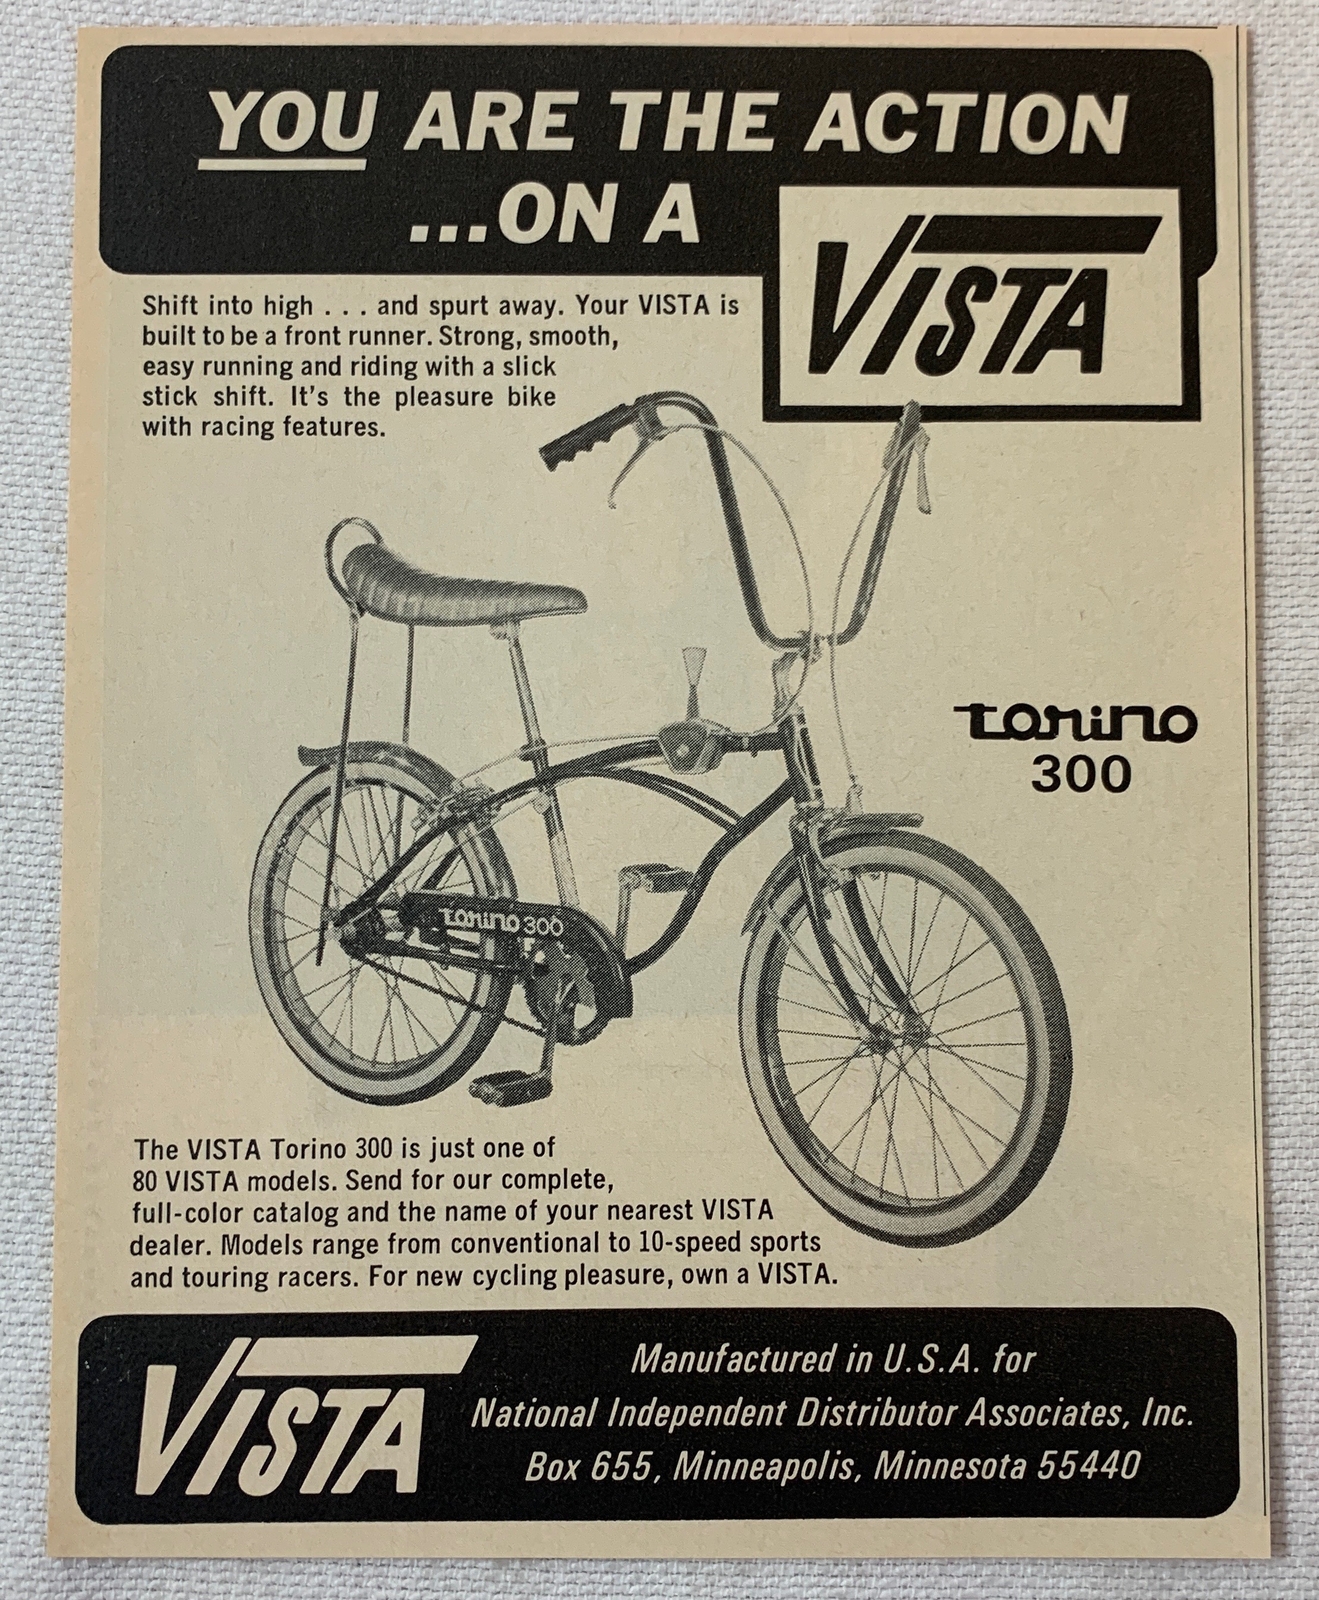 YOU ARE THE ACTION
...ON A
VISTA
Shift into high . . . and spurt away. Your VISTA is
built to be a front runner. Strong, smooth,
easy running and riding with a slick
stick shift. It's the pleasure bike
with racing features.
torino
300
torino 300
The VISTA Torino 300 is just one of
80 VISTA models. Send for our complete,
full-color catalog and the name of your nearest VISTA
dealer. Models range from conventional to 10-speed sports
and touring racers. For new cycling pleasure, own a VISTA.
VISTA
Manufactured in U.S.A. for
National Independent Distributor Associates, Inc.
Box 655, Minneapolis, Minnesota 55440